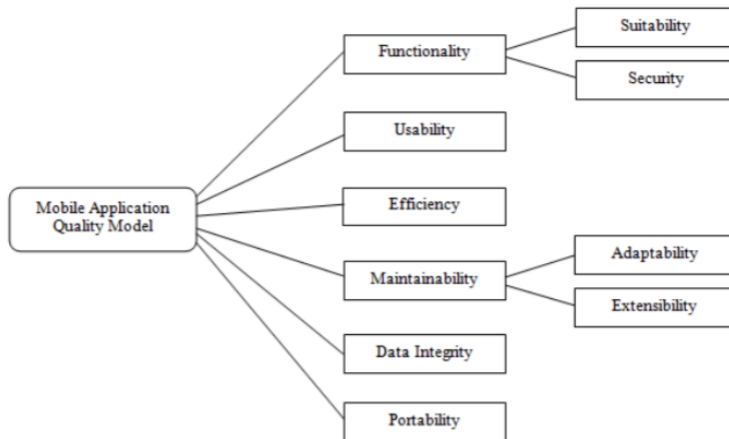 Mobile Application
Quality Model
Functionality
Suitability
Security
Usability
Efficiency
Maintainability
Adaptability
Extensibility
Data Integrity
Portability